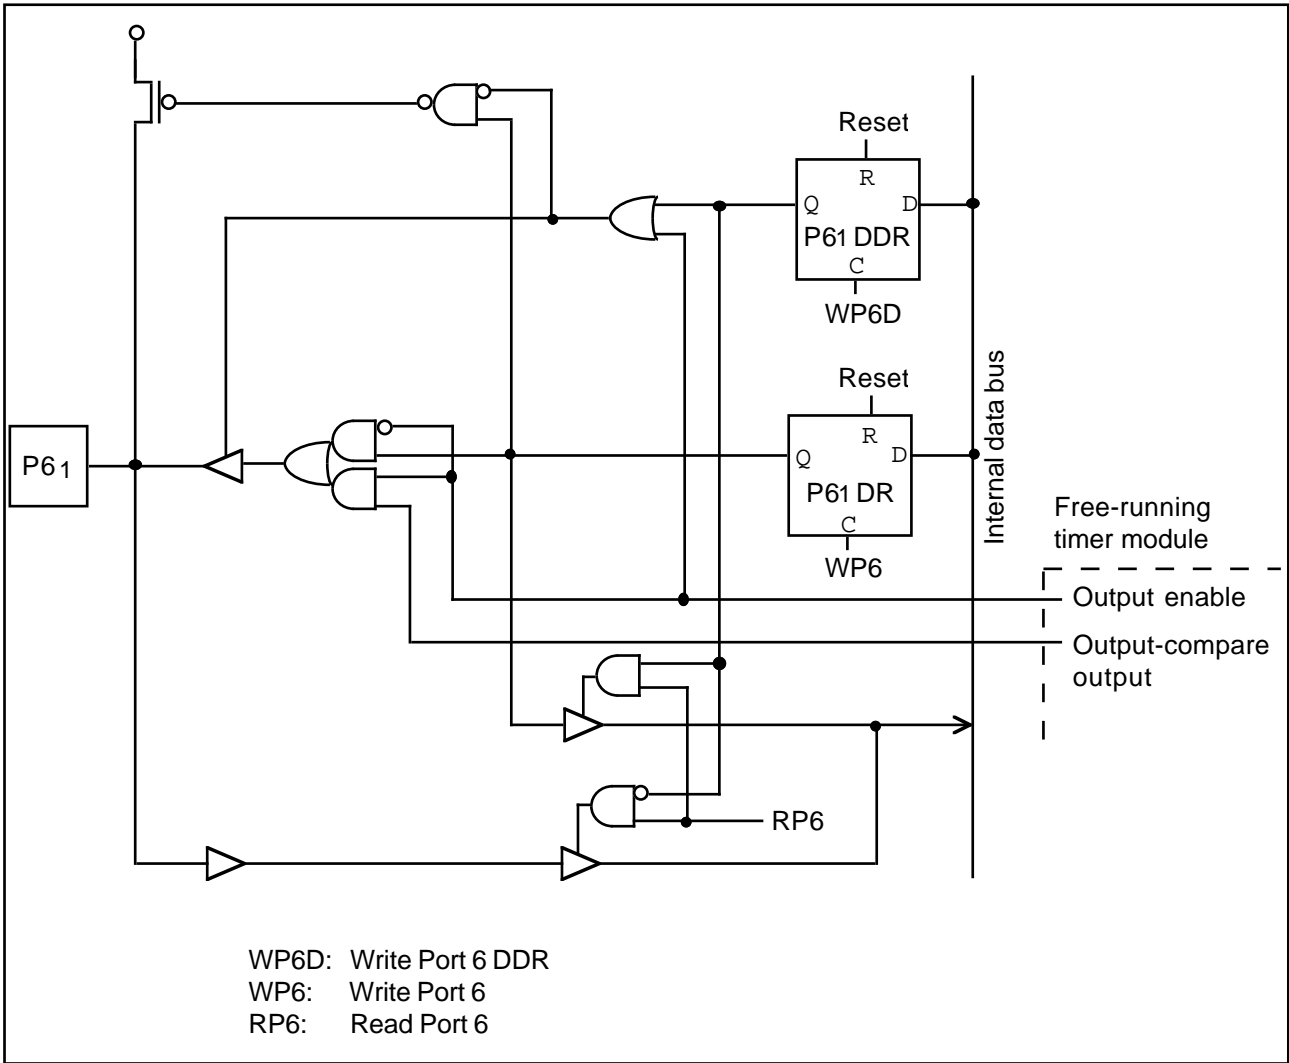 Reset
R
Q
D
P61 DDR
C
WP6D
Reset
R
Q
D
P61 DR
C
WP6
Internal data bus
P61
Free-running
timer module
Output enable
Output-compare
output
RP6
WP6D: Write Port 6 DDR
WP6: Write Port 6
RP6: Read Port 6